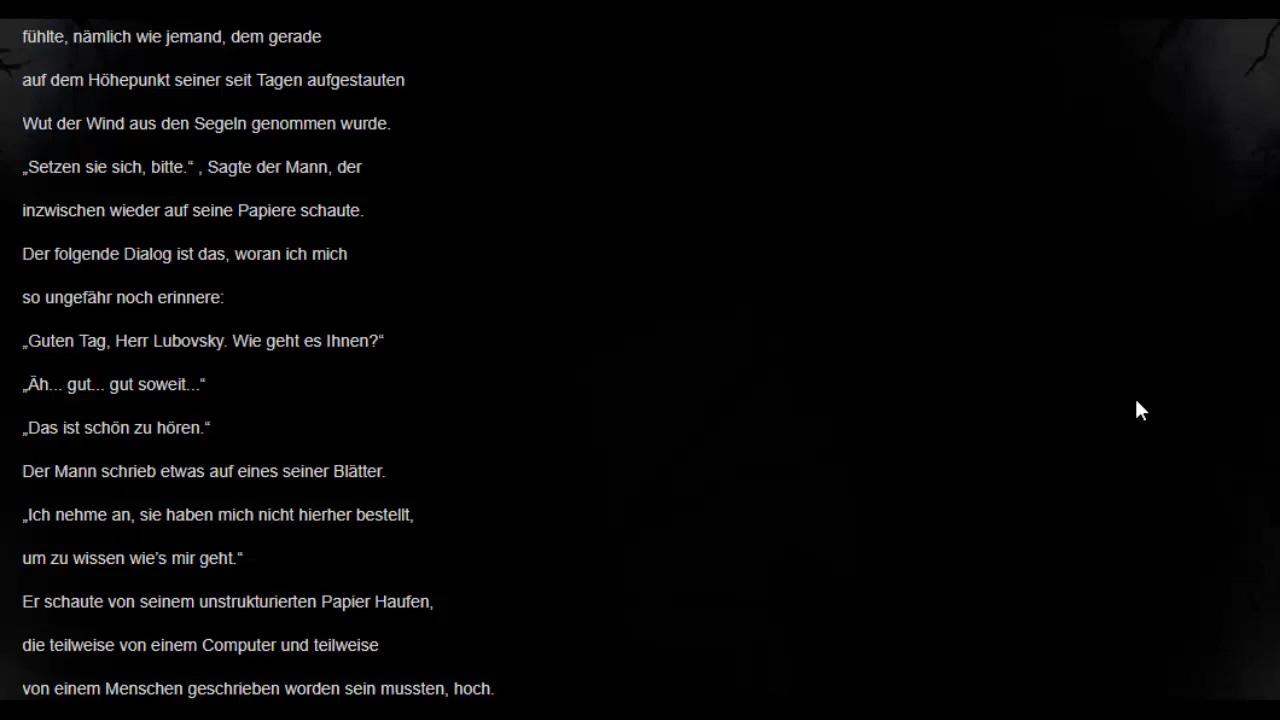 fühlte, nämlich wie jemand, dem gerade
auf dem Höhepunkt seiner seit Tagen aufgestauten
Wut der Wind aus den Segeln genommen wurde.
„Setzen sie sich, bitte.“ , Sagte der Mann, der
inzwischen wieder auf seine Papiere schaute.
Der folgende Dialog ist das, woran ich mich
so ungefähr noch erinnere:
„Guten Tag, Herr Lubovsky. Wie geht es Ihnen?“
„Äh... gut... gut soweit...“
„Das ist schön zu hören.“
Der Mann schrieb etwas auf eines seiner Blätter.
„Ich nehme an, sie haben mich nicht hierher bestellt,
um zu wissen wie’s mir geht.“
Er schaute von seinem unstrukturierten Papier Haufen,
die teilweise von einem Computer und teilweise
von einem Menschen geschrieben worden sein mussten, hoch.